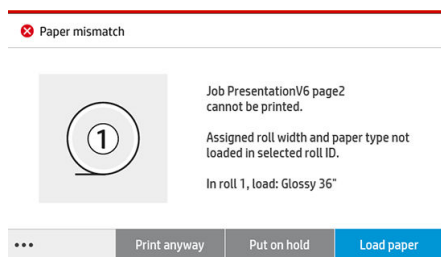 Paper mismatch
Job PresentationV6 page2
cannot be printed.
Assigned roll width and paper type not
loaded in selected roll ID.
In roll 1, load: Glossy 36"
1
Print anyway
Put on hold
Load paper